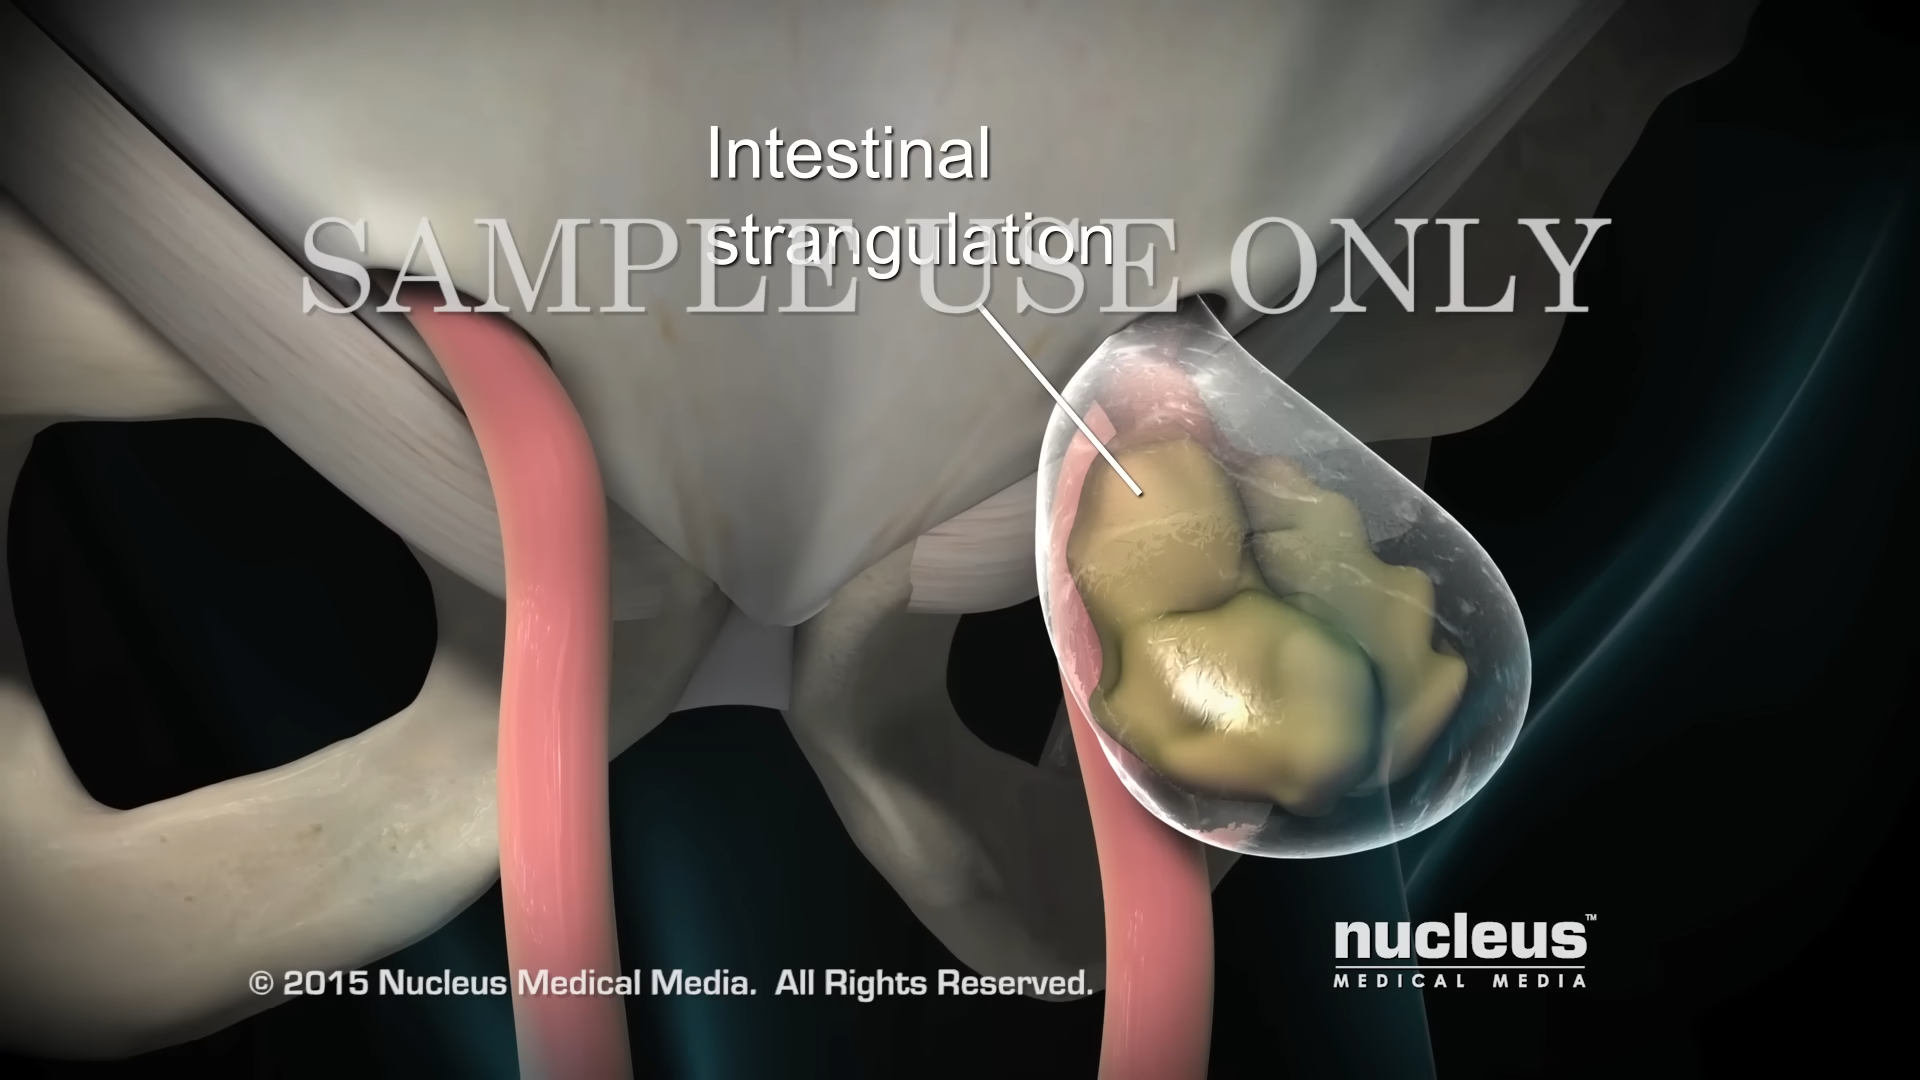 Intestinal
strangulation
SAMPLE USE ONLY
nucleus™
MEDICAL MEDIA
© 2015 Nucleus Medical Media. All Rights Reserved.